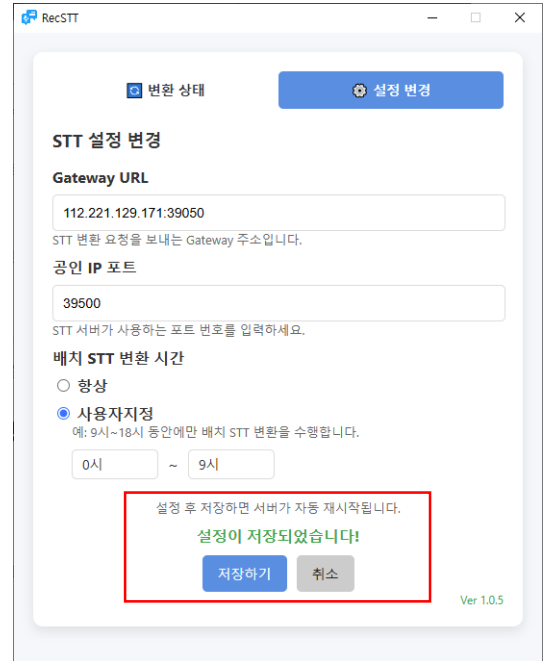 RecSTT
변환 상태
설정 변경
STT 설정 변경
Gateway URL
112.221.129.171:39050
STT 변환 요청을 보내는 Gateway 주소입니다.
공인 IP 포트
39500
STT 서버가 사용하는 포트 번호를 입력하세요.
배치 STT 변환 시간
항상
사용자지정
예: 9시~18시 동안에만 배치 STT 변환을 수행합니다.
0시 ~ 9시
설정 후 저장하면 서버가 자동 재시작됩니다.
설정이 저장되었습니다!
저장하기 취소
Ver 1.0.5